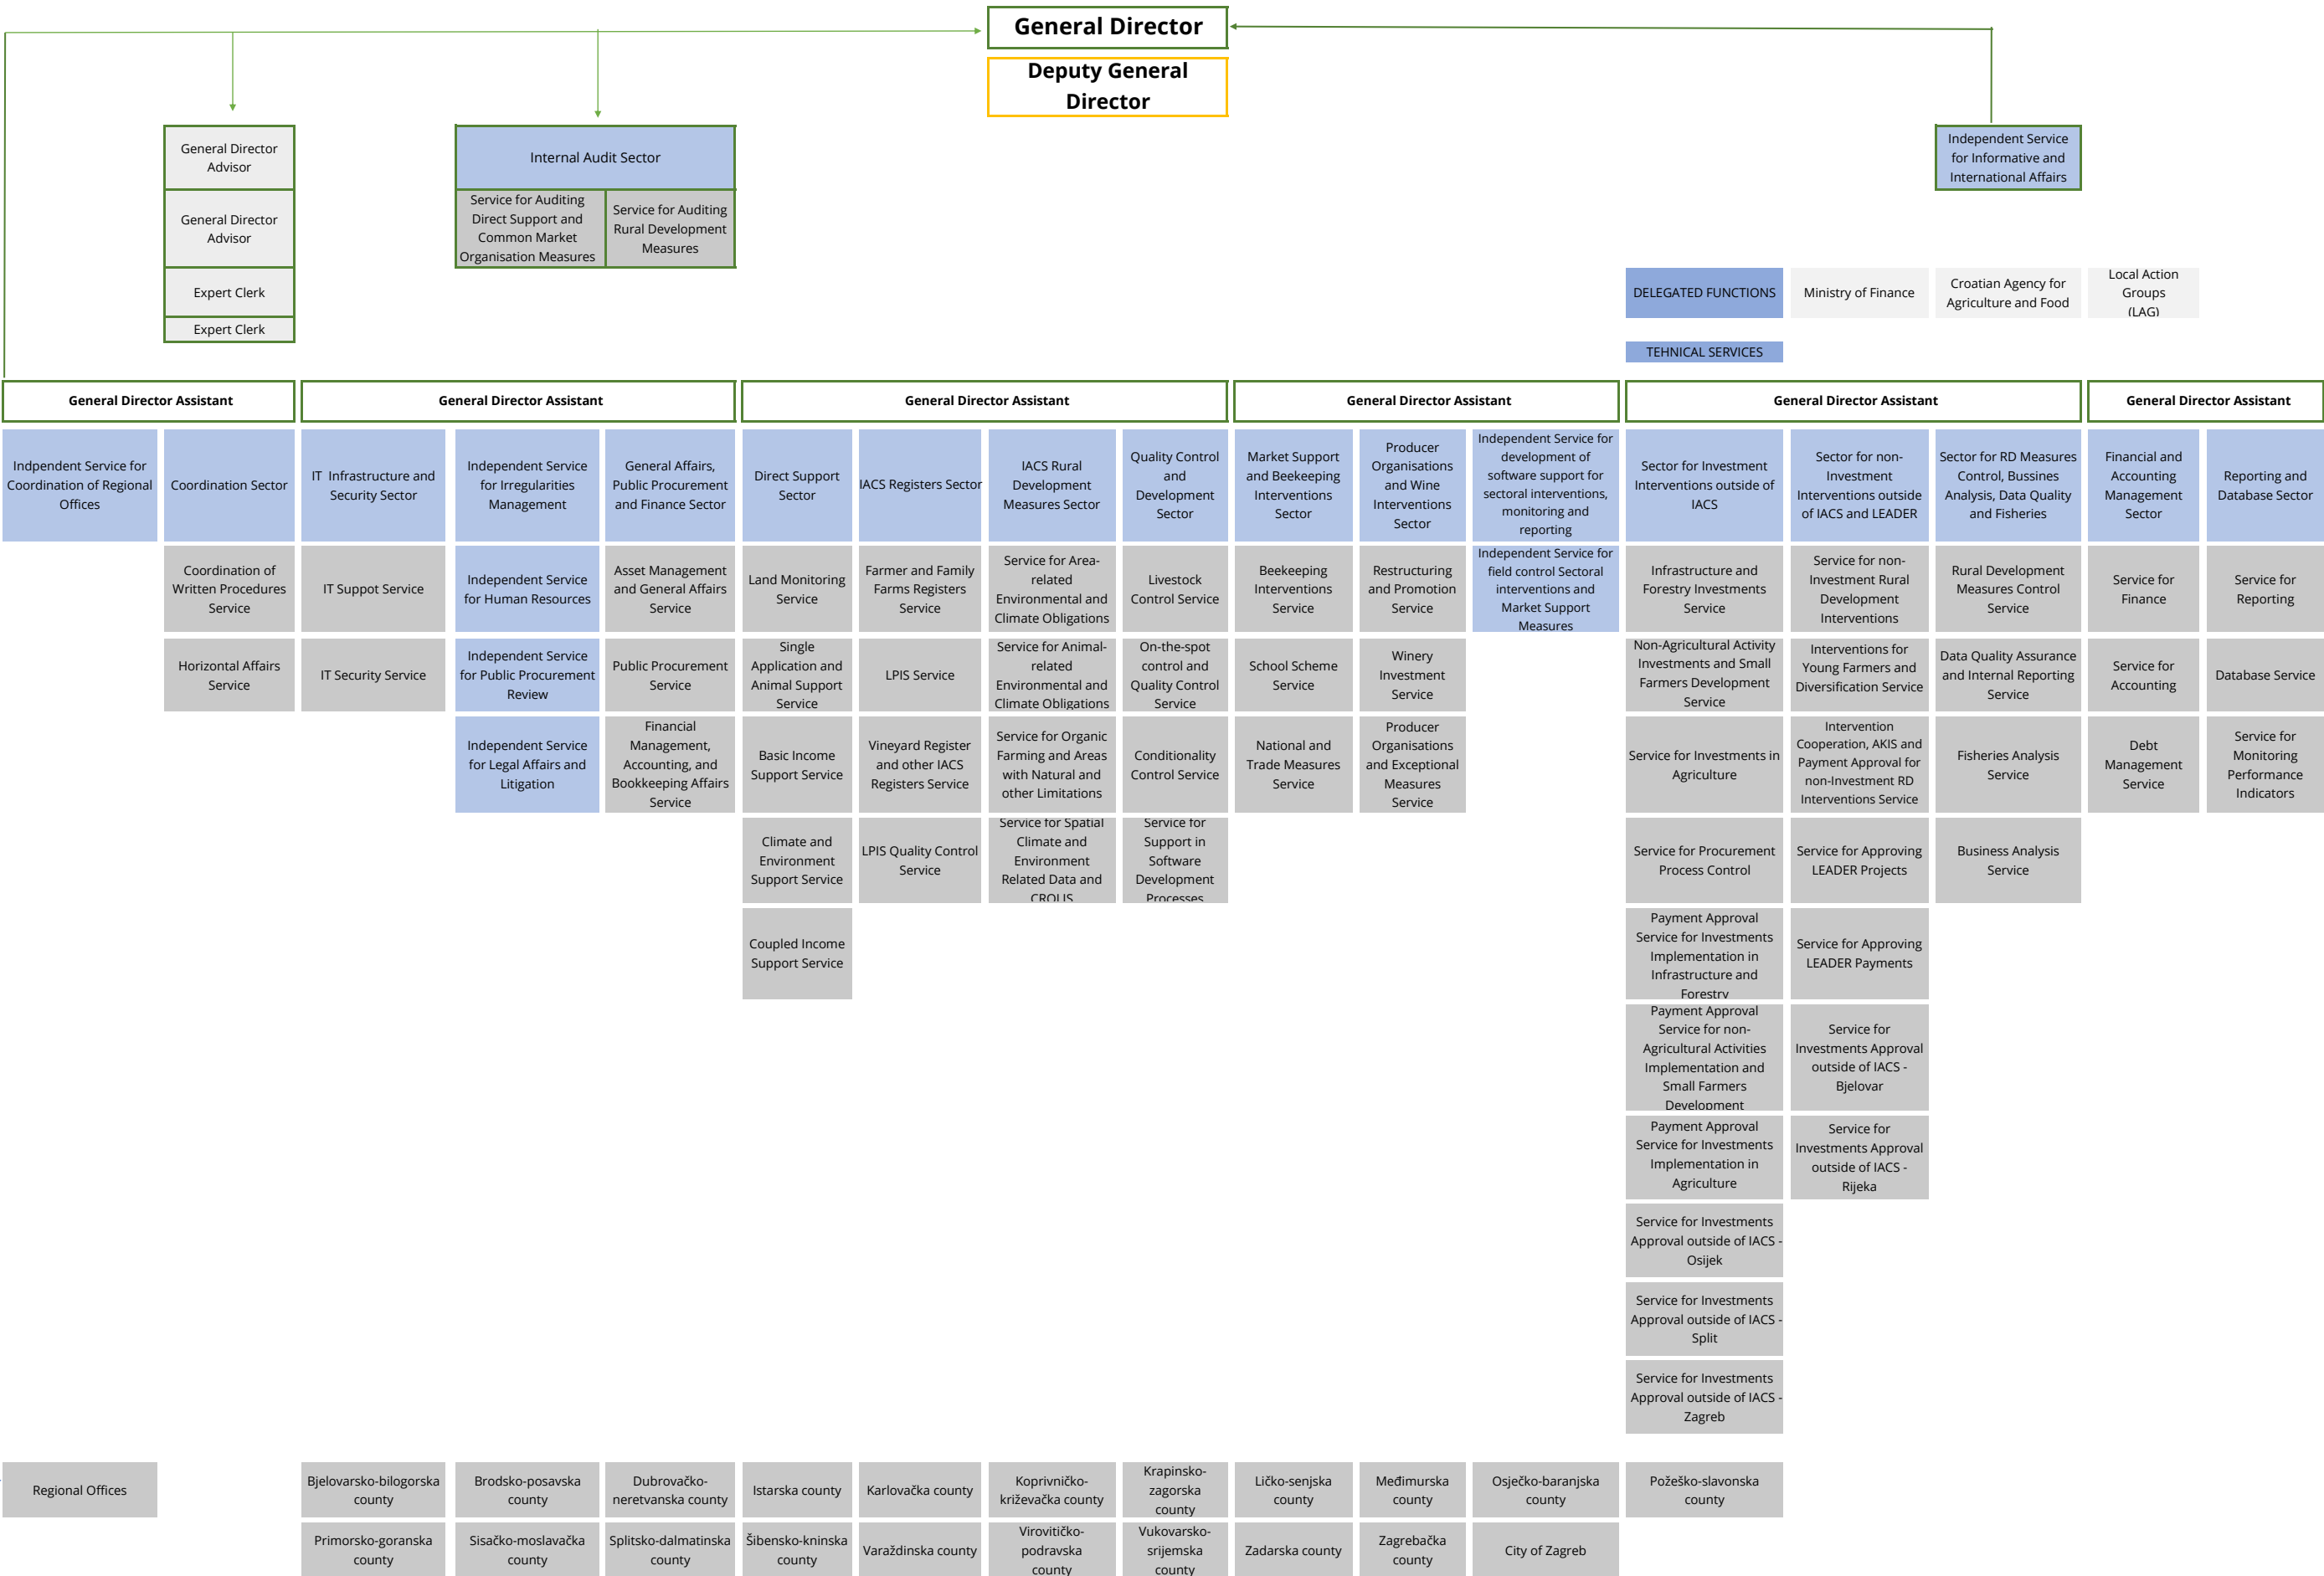 General Director
Deputy General
Director
General Director
Advisor
General Director
Advisor
Expert Clerk
Expert Clerk
Internal Audit Sector
Service for Auditing
Direct Support and
Common Market
Organisation Measures
Service for Auditing
Rural Development
Measures
Independent Service
for Informative and
International Affairs
DELEGATED FUNCTIONS
Ministry of Finance
Croatian Agency for
Agriculture and Food
Local Action
Groups
(LAG)
TEHNICAL SERVICES
General Director Assistant
General Director Assistant
General Director Assistant
General Director Assistant
General Director Assistant
General Director Assistant
Indpendent Service for
Coordination of Regional
Offices
Coordination Sector
IT Infrastructure and
Security Sector
Independent Service
for Irregularities
Management
General Affairs,
Public Procurement
and Finance Sector
Direct Support
Sector
IACS Registers Sector
IACS Rural
Development
Measures Sector
Quality Control
and
Development
Sector
Market Support
and Beekeeping
Interventions
Sector
Producer
Organisations
and Wine
Interventions
Sector
Independent Service for
development of
software support for
sectoral interventions,
monitoring and
reporting
Sector for Investment
Interventions outside of
IACS
Sector for non-
Investment
Interventions outside
of IACS and LEADER
Sector for RD Measures
Control, Bussines
Analysis, Data Quality
and Fisheries
Financial and
Accounting
Management
Sector
Reporting and
Database Sector
Coordination of
Written Procedures
Service
IT Suppot Service
Independent Service
for Human Resources
Asset Management
and General Affairs
Service
Land Monitoring
Service
Farmer and Family
Farms Registers
Service
Service for Area-
related
Environmental and
Climate Obligations
Livestock
Control Service
Beekeeping
Interventions
Service
Restructuring
and Promotion
Service
Independent Service for
field control Sectoral
interventions and
Market Support
Measures
Infrastructure and
Forestry Investments
Service
Service for non-
Investment Rural
Development
Interventions
Rural Development
Measures Control
Service
Service for
Finance
Service for
Reporting
Horizontal Affairs
Service
IT Security Service
Independent Service
for Public Procurement
Review
Public Procurement
Service
Single
Application and
Animal Support
Service
LPIS Service
Service for Animal-
related
Environmental and
Climate Obligations
On-the-spot
control and
Quality Control
Service
School Scheme
Service
Winery
Investment
Service
Non-Agricultural Activity
Investments and Small
Farmers Development
Service
Interventions for
Young Farmers and
Diversification Service
Data Quality Assurance
and Internal Reporting
Service
Service for
Accounting
Database Service
Independent Service
for Legal Affairs and
Litigation
Financial
Management,
Accounting, and
Bookkeeping Affairs
Service
Basic Income
Support Service
Vineyard Register
and other IACS
Registers Service
Service for Organic
Farming and Areas
with Natural and
other Limitations
Conditionality
Control Service
National and
Trade Measures
Service
Producer
Organisations
and Exceptional
Measures
Service
Service for Investments in
Agriculture
Intervention
Cooperation, AKIS and
Payment Approval for
non-Investment RD
Interventions Service
Fisheries Analysis
Service
Debt
Management
Service
Service for
Monitoring
Performance
Indicators
Climate and
Environment
Support Service
LPIS Quality Control
Service
Service for Spatial
Climate and
Environment
Related Data and
CROLIS
Service for
Support in
Software
Development
Processes
Service for Procurement
Process Control
Service for Approving
LEADER Projects
Business Analysis
Service
Coupled Income
Support Service
Payment Approval
Service for Investments
Implementation in
Infrastructure and
Forestry
Service for Approving
LEADER Payments
Payment Approval
Service for non-
Agricultural Activities
Implementation and
Small Farmers
Development
Service for
Investments Approval
outside of IACS -
Bjelovar
Payment Approval
Service for Investments
Implementation in
Agriculture
Service for
Investments Approval
outside of IACS -
Rijeka
Service for Investments
Approval outside of IACS -
Osijek
Service for Investments
Approval outside of IACS -
Split
Service for Investments
Approval outside of IACS -
Zagreb
Regional Offices
Bjelovarsko-bilogorska
county
Brodsko-posavska
county
Dubrovačko-
neretvanska county
Istarska county
Karlovačka county
Koprivničko-
križevačka county
Krapinsko-
zagorska
county
Ličko-senjska
county
Međimurska
county
Osječko-baranjska
county
Požeško-slavonska
county
Primorsko-goranska
county
Sisačko-moslavačka
county
Splitsko-dalmatinska
county
Šibensko-kninska
county
Varaždinska county
Virovitičko-
podravska
county
Vukovarsko-
srijemska
county
Zadarska county
Zagrebačka
county
City of Zagreb